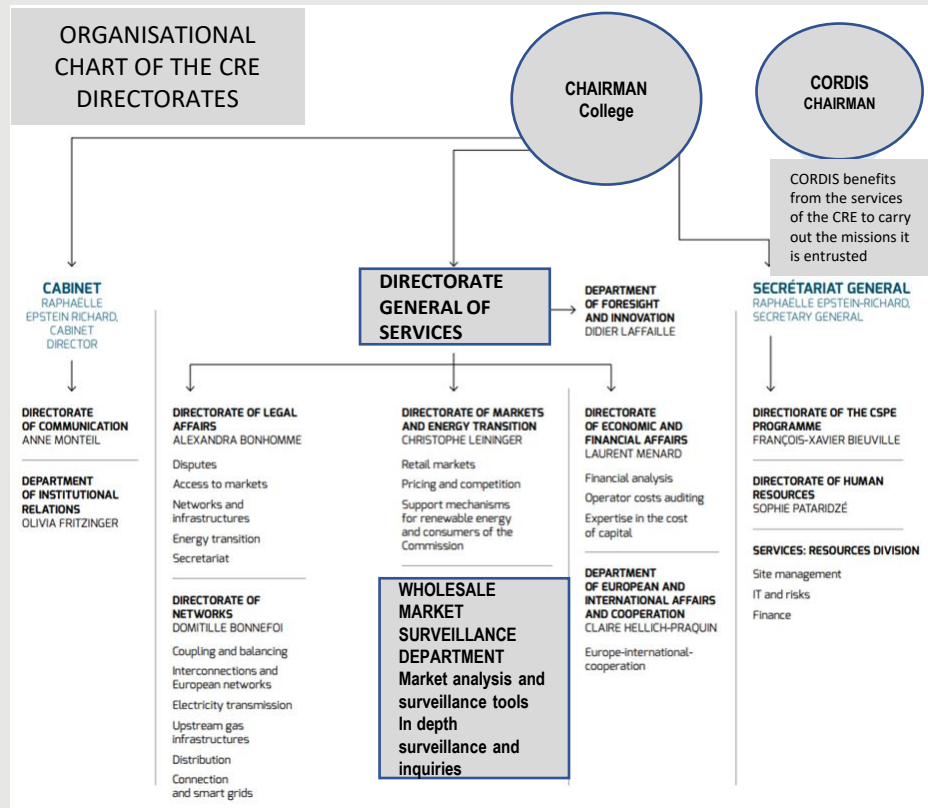 ORGANISATIONAL
CHART OF THE CRE
DIRECTORATES
CHAIRMAN
College
CORDIS
CHAIRMAN
CORDIS benefits
from the services
of the CRE to carry
out the missions it
is entrusted
CABINET
RAPHAËLLE
EPSTEIN RICHARD,
CABINET
DIRECTOR
DIRECTORATE
GENERAL OF
SERVICES
DEPARTMENT
OF FORESIGHT
AND INNOVATION
DIDIER LAFFAILLE
SECRÉTARIAT GENERAL
RAPHAËLLE EPSTEIN-RICHARD,
SECRETARY GENERAL
DIRECTORATE
OF COMMUNICATION
ANNE MONTEIL
DEPARTMENT
OF INSTITUTIONAL
RELATIONS
OLIVIA FRITZINGER
DIRECTORATE OF LEGAL
AFFAIRS
ALEXANDRA BONHOMME
Disputes
Access to markets
Networks and
infrastructures
Energy transition
Secretariat
DIRECTORATE OF
NETWORKS
DOMITILLE BONNEFOI
Coupling and balancing
Interconnections and
European networks
Electricity transmission
Upstream gas
infrastructures
Distribution
Connection
and smart grids
DIRECTORATE OF MARKETS
AND ENERGY TRANSITION
CHRISTOPHE LEININGER
Retail markets
Pricing and competition
Support mechanisms
for renewable energy
and consumers of the
Commission
WHOLESALE
MARKET
SURVEILLANCE
DEPARTMENT
Market analysis and
surveillance tools
In depth
surveillance and
inquiries
DIRECTORATE
OF ECONOMIC AND
FINANCIAL AFFAIRS
LAURENT MENARD
Financial analysis
Operator costs auditing
Expertise in the cost
of capital
DEPARTMENT
OF EUROPEAN AND
INTERNATIONAL AFFAIRS
AND COOPERATION
CLAIRE HELLICH-PRAQUIN
Europe-international-
cooperation
DIRECTIORATE OF THE CSPE
PROGRAMME
FRANÇOIS-XAVIER BIEUVILLE
DIRECTORATE OF HUMAN
RESOURCES
SOPHIE PATARIDZÉ
SERVICES: RESOURCES DIVISION
Site management
IT and risks
Finance